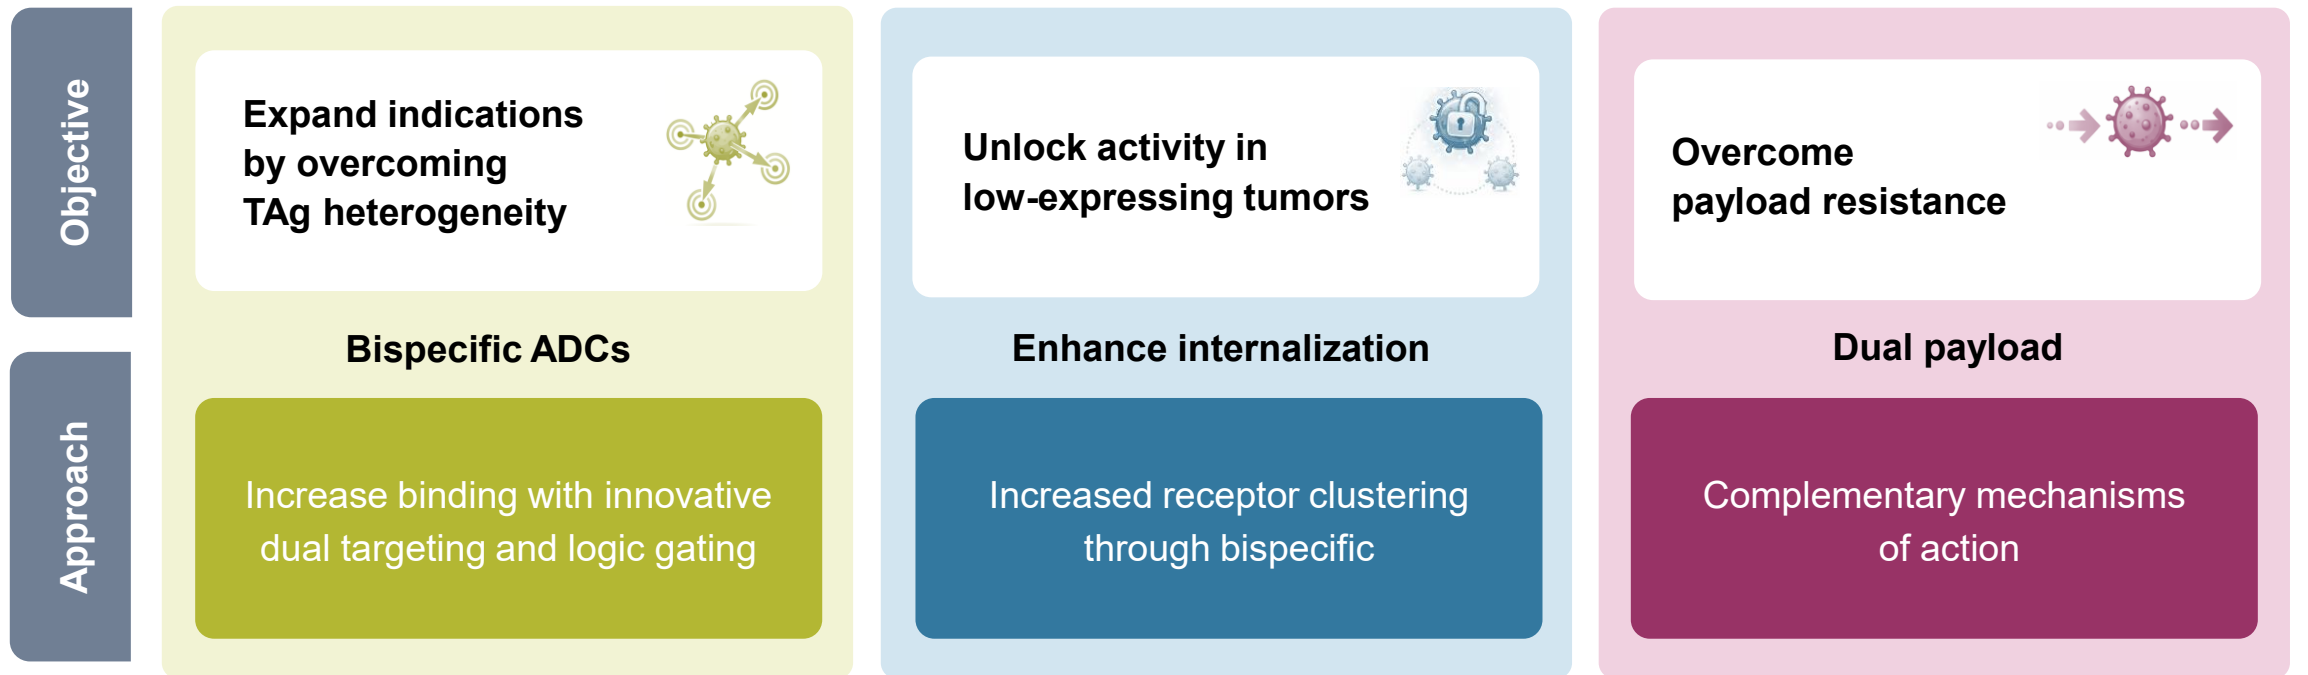 Objective
Expand indications
by overcoming
TAg heterogeneity
Unlock activity in
low-expressing tumors
Overcome
payload resistance
Bispecific ADCs
Enhance internalization
Dual payload
Approach
Increase binding with innovative
dual targeting and logic gating
Increased receptor clustering
through bispecific
Complementary mechanisms
of action